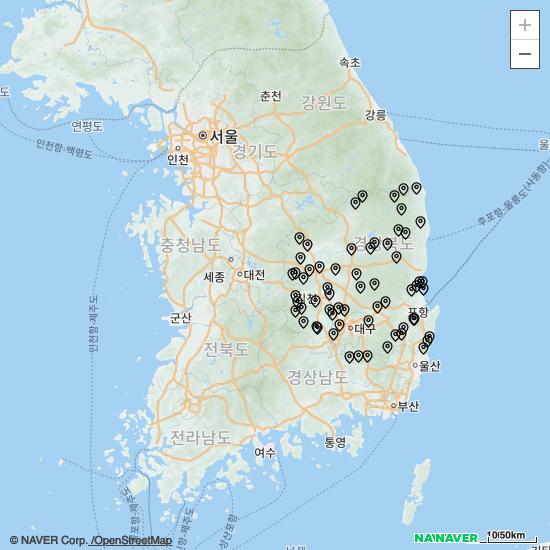 속초
+
−
춘천
강원도
강릉
연평도
서울
인천
경기도
인천항-백령도
울
후포항-울릉도(사동항)
충청남도
경상북도
세종
대전
인천항-제주도
군산
포항
대구
전라북도
경상남도
울산
부산
전라남도
통영
여수
© NAVER Corp. /OpenStreetMap
NAVER
10/50km